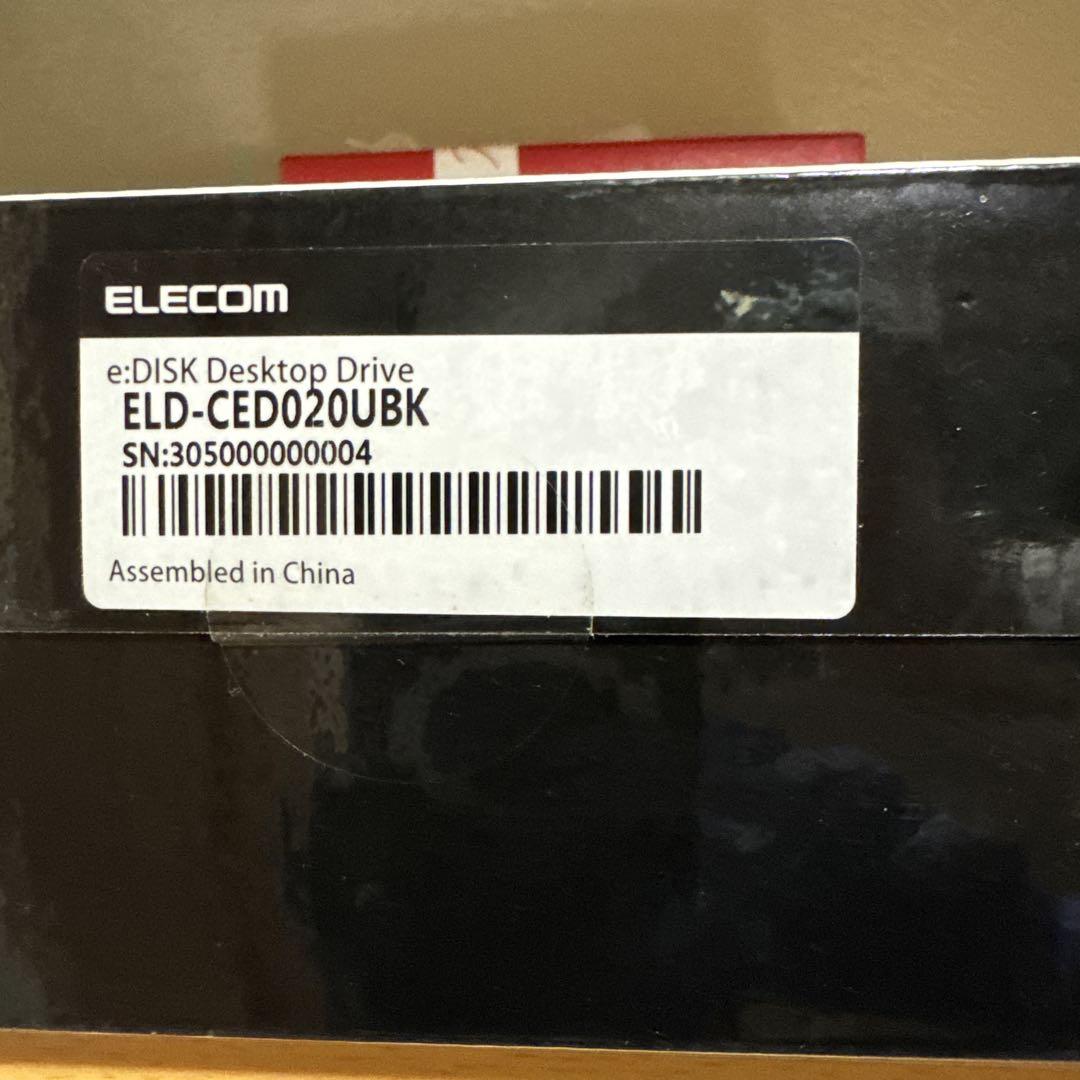 ELECOM
e:DISK Desktop Drive
ELD-CED020UBK
SN:305000000004
Assembled in China